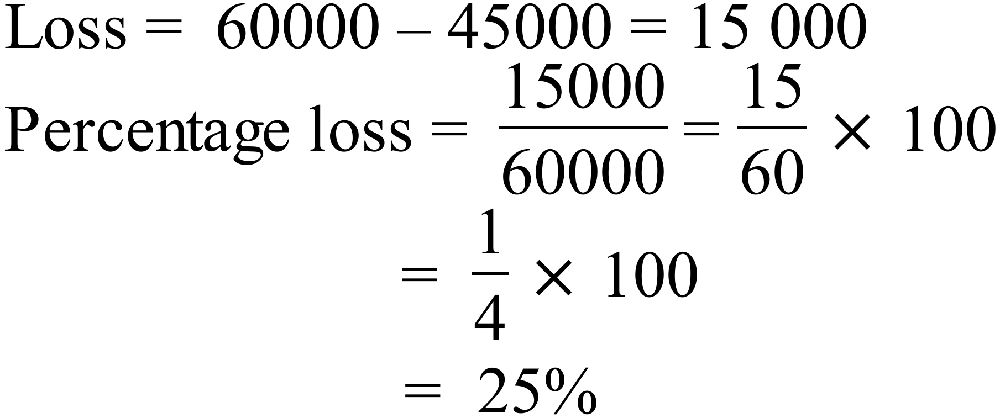 Loss = 60000 – 45000 = 15 000
Percentage loss = 15000/60000 = 15/60 × 100
= 1/4 × 100
= 25%